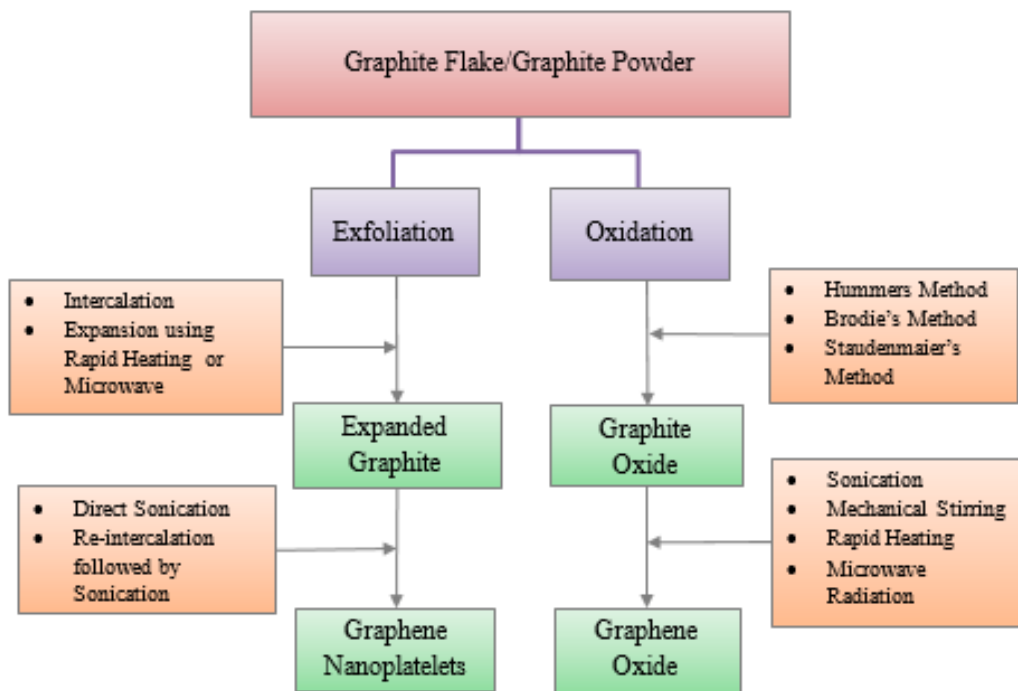 Graphite Flake/Graphite Powder
Exfoliation
Oxidation
• Intercalation
• Expansion using
Rapid Heating or
Microwave
• Hummers Method
• Brodie’s Method
• Staudenmaier’s
Method
Expanded
Graphite
Graphite
Oxide
• Direct Sonication
• Re-intercalation
followed by
Sonication
• Sonication
• Mechanical Stirring
• Rapid Heating
• Microwave
Radiation
Graphene
Nanoplatelets
Graphene
Oxide